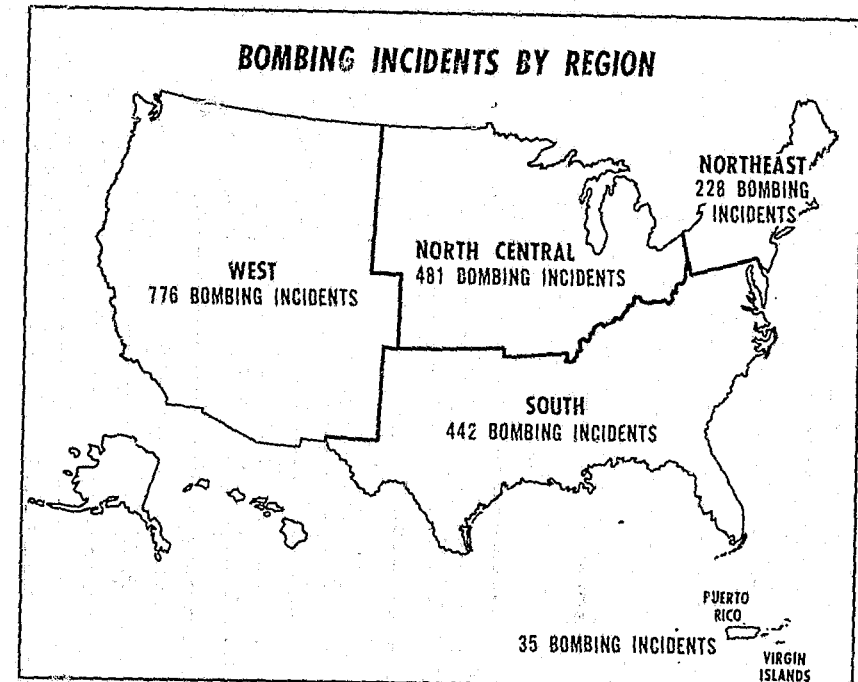 BOMBING INCIDENTS BY REGION
NORTHEAST
228 BOMBING
INCIDENTS
NORTH CENTRAL
481 BOMBING INCIDENTS
WEST
776 BOMBING INCIDENTS
SOUTH
442 BOMBING INCIDENTS
PUERTO
RICO
35 BOMBING INCIDENTS
VIRGIN
ISLANDS